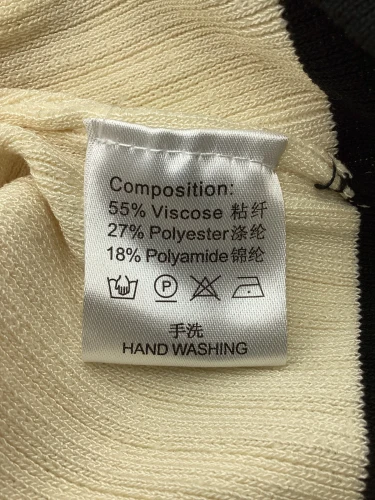 Composition:
55% Viscose 粘纤
27% Polyester涤纶
18% Polyamide锦纶
P
手洗
HAND WASHING